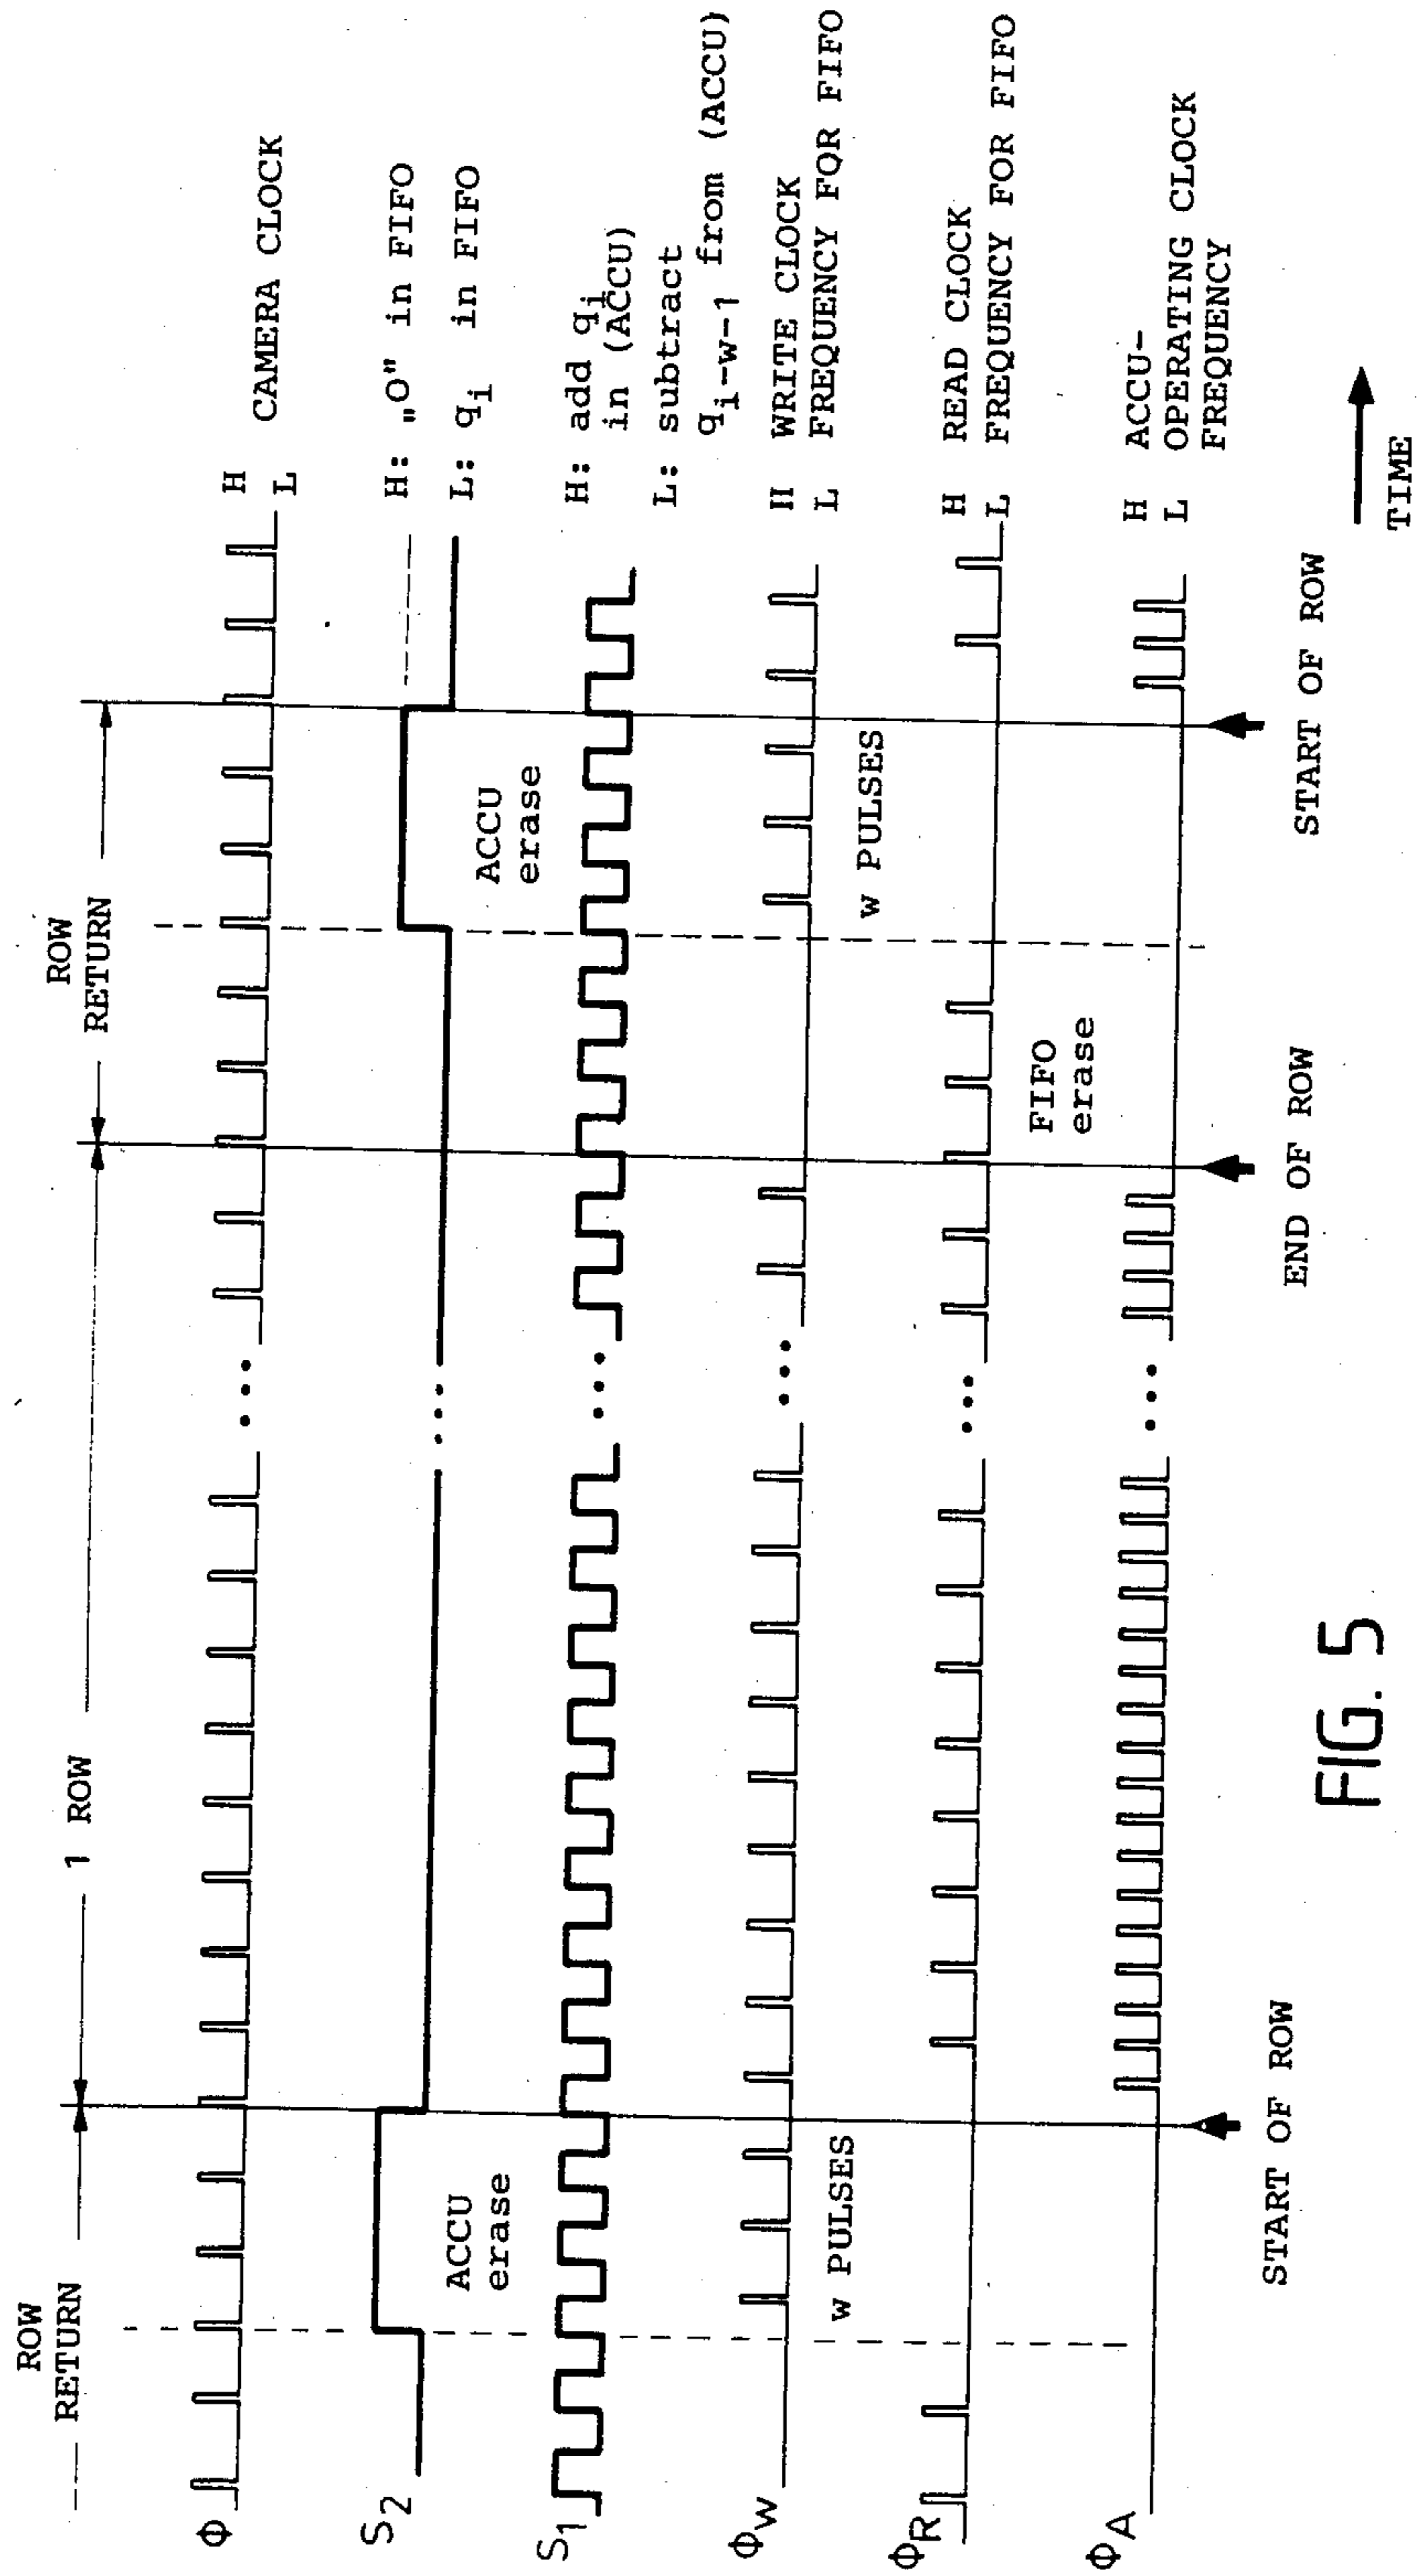 ROW
RETURN
1 ROW
ROW
RETURN
Φ
H
L
CAMERA CLOCK
S2
H: „O" in FIFO
L: qi in FIFO
ACCU
erase
ACCU
erase
S1
H: add qi
in (ACCU)
L: subtract
qi-w-1 from (ACCU)
ΦW
H WRITE CLOCK
L FREQUENCY FOR FIFO
w PULSES
w PULSES
ΦR
H READ CLOCK
L FREQUENCY FOR FIFO
FIFO
erase
ΦA
H ACCU-
L OPERATING CLOCK
FREQUENCY
START OF ROW
END OF ROW
START OF ROW
TIME
FIG. 5